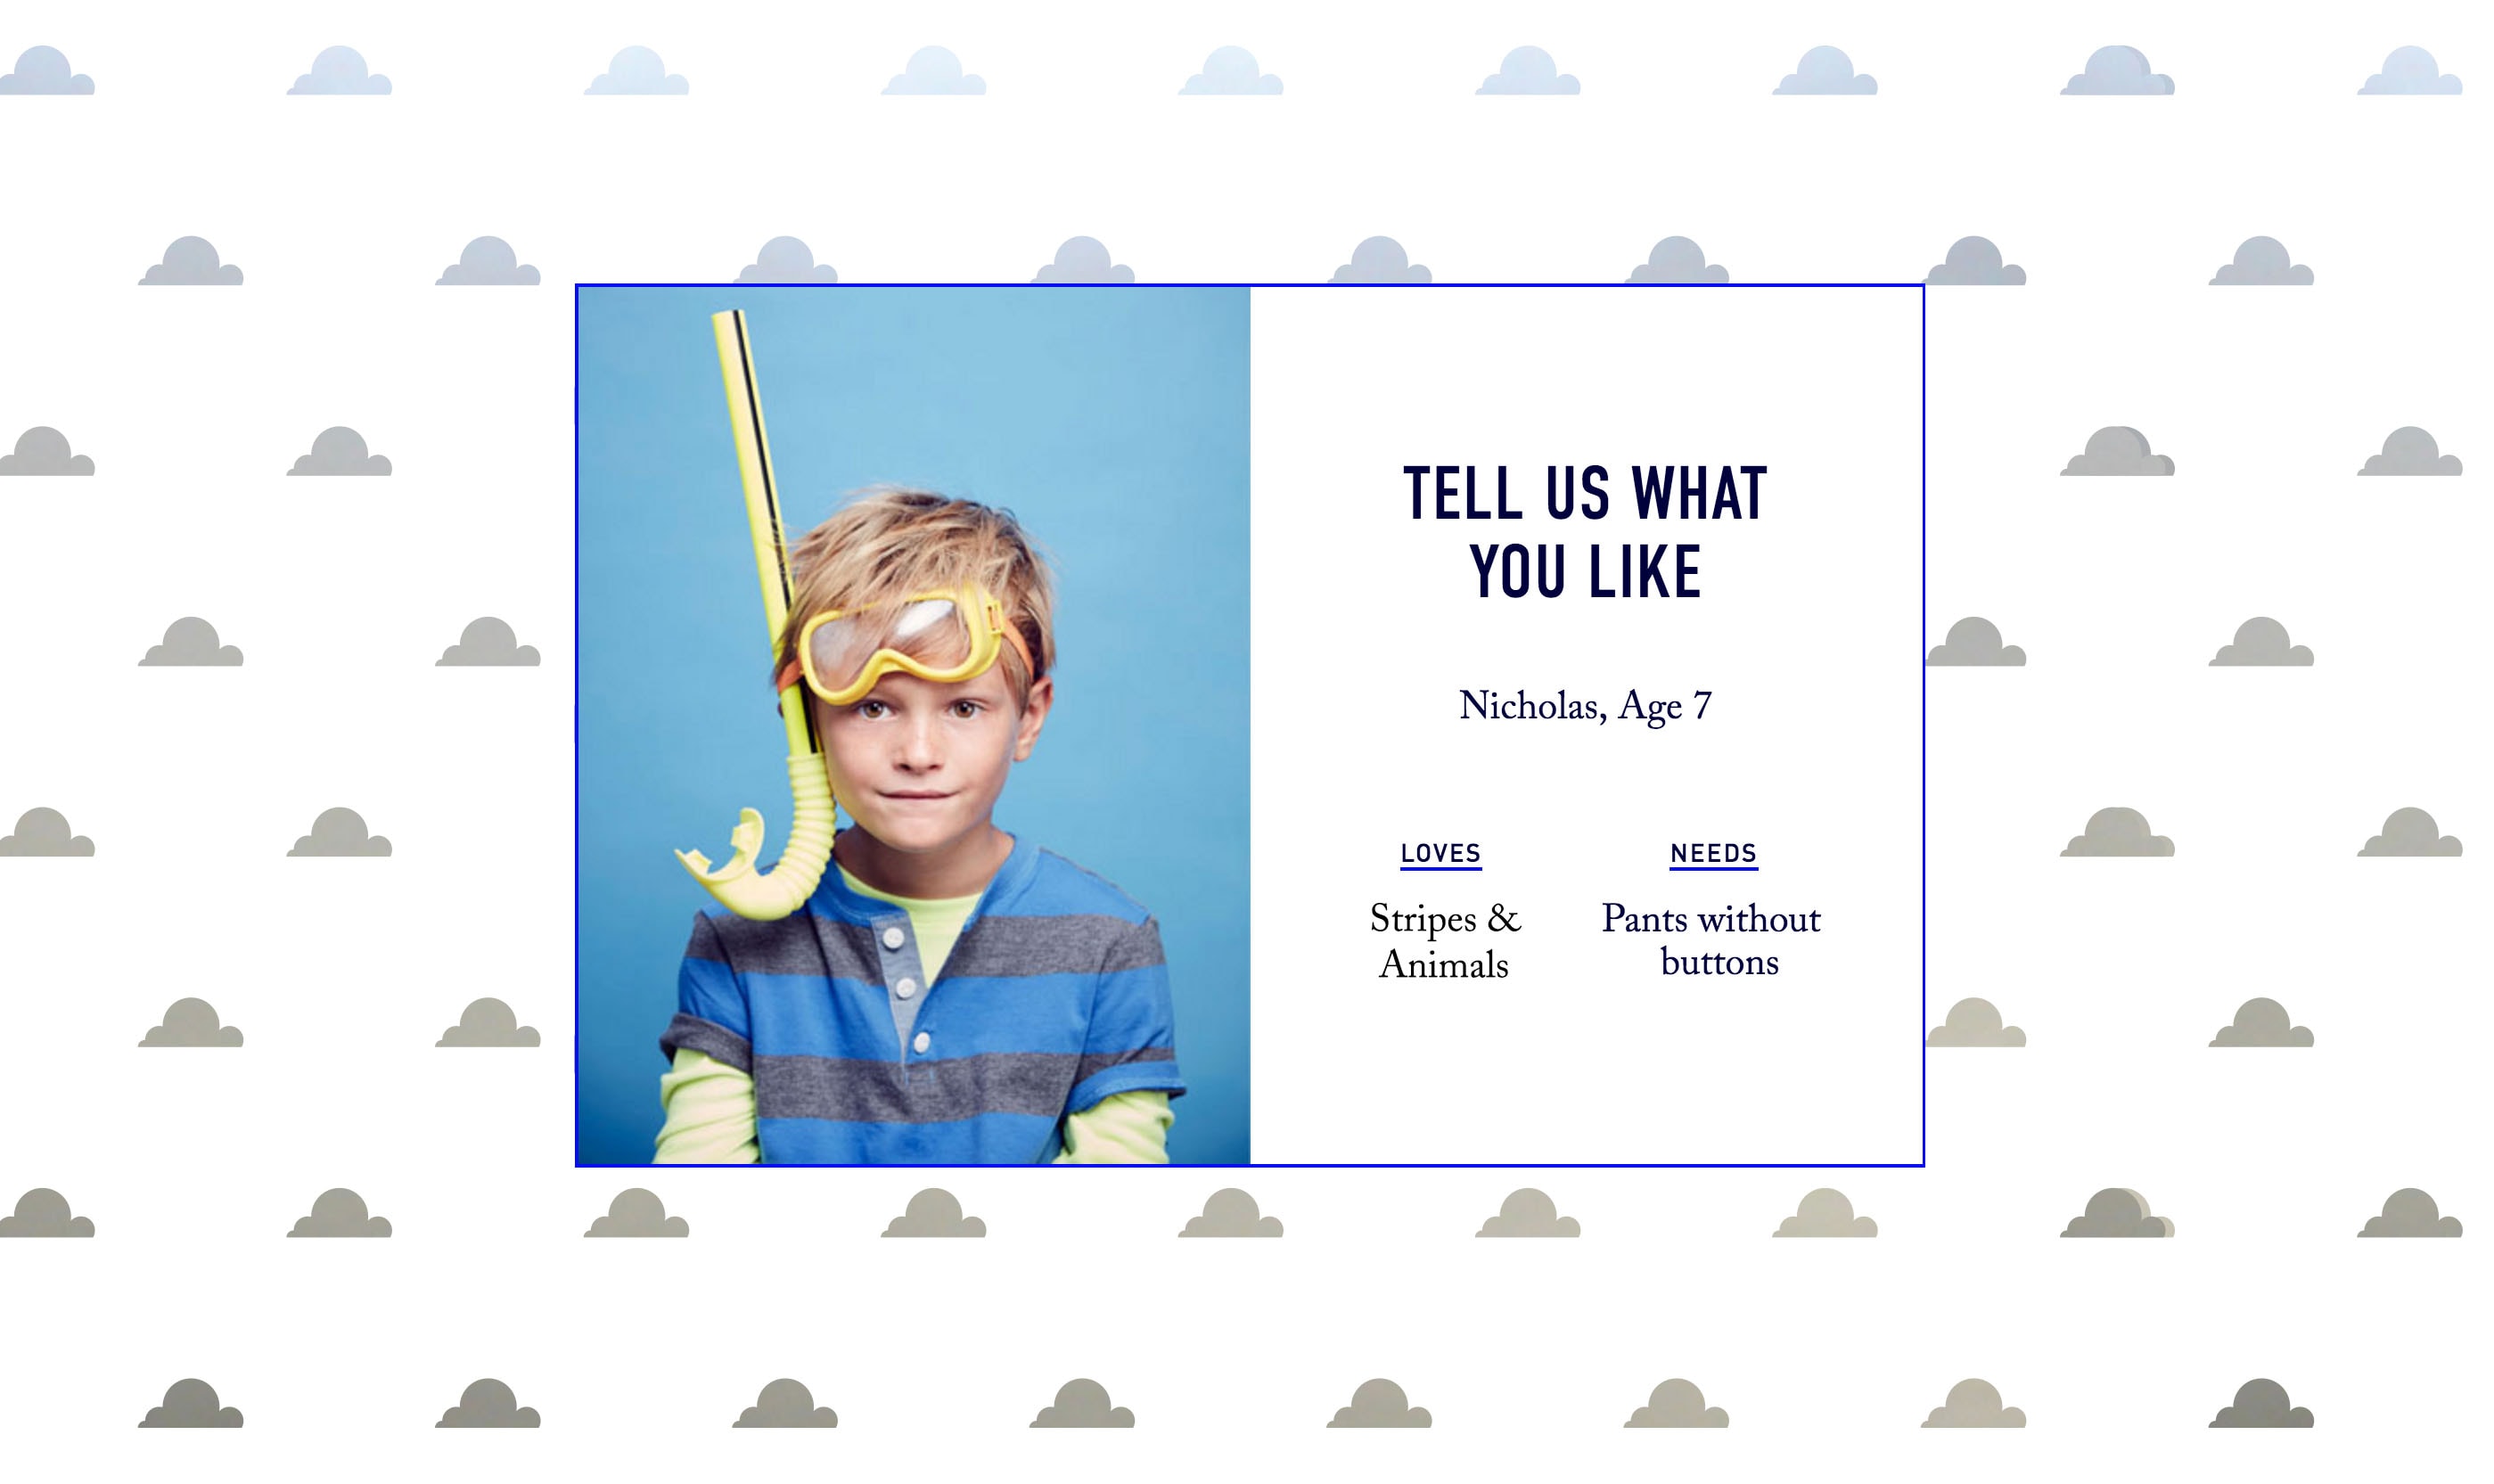 TELL US WHAT
YOU LIKE
Nicholas, Age 7
LOVES
Stripes &
Animals
NEEDS
Pants without
buttons